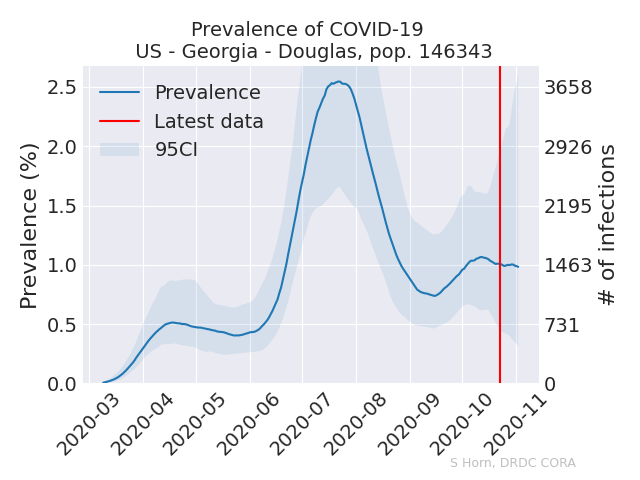 Prevalence of COVID-19
US - Georgia - Douglas, pop. 146343
Prevalence
Latest data
95CI
Prevalence (%)
2.5
2.0
1.5
1.0
0.5
0.0
3658
2926
2195
1463
731
0
# of infections
2020-03
2020-04
2020-05
2020-06
2020-07
2020-08
2020-09
2020-10
2020-11
S Horn, DRDC CORA